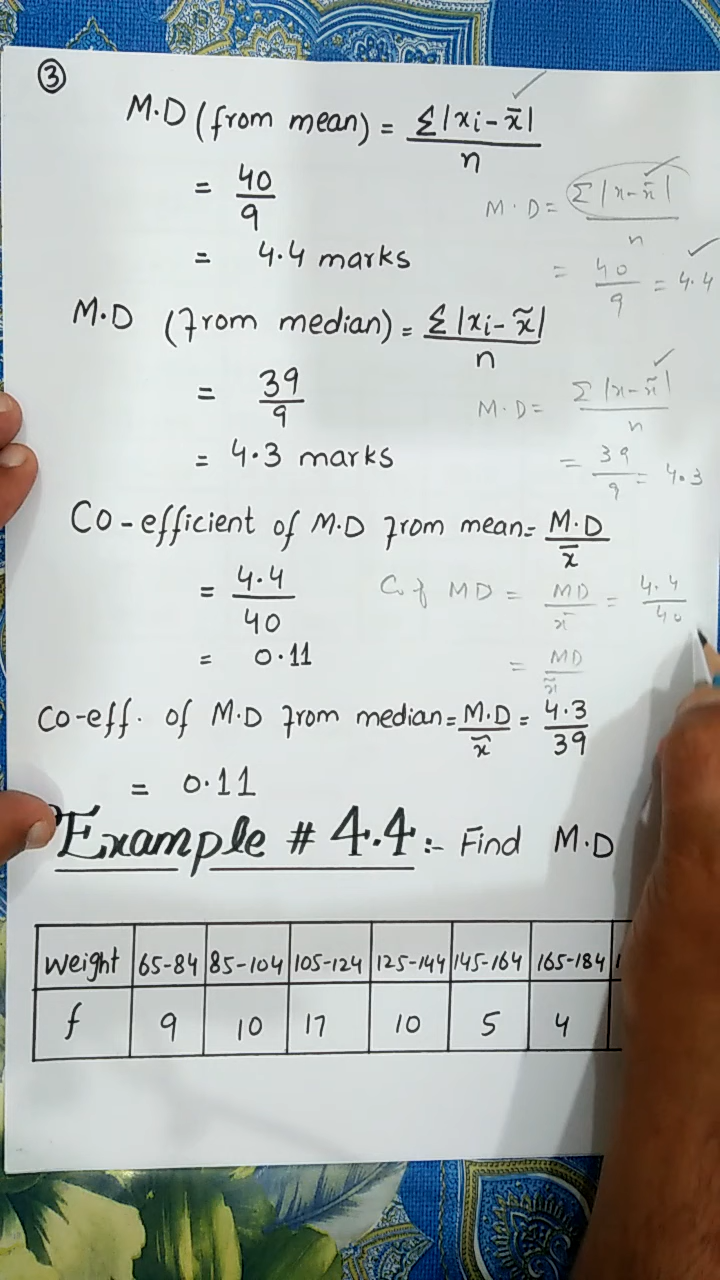 ③
M.D (from mean) = Σ|xi - x̄|
n
= 40
9
= 4.4 marks
M.D = Σ|x-x̄|
n
= 40 = 4.4
9
M.D (from median) = Σ|xi - x̃|
n
= 39
9
= 4.3 marks
M.D = Σ|x-x̃|
n
= 39 = 4.3
9
Co-efficient of M.D from mean = M.D
x̄
= 4.4
40
= 0.11
C. of MD = MD = 4.4
x̄ 40
= MD
x̃
Co-eff. of M.D from median = M.D = 4.3
x̃ 39
= 0.11
Example # 4.4 :- Find M.D
Weight 65-84 85-104 105-124 125-144 145-164 165-184 1
f 9 10 17 10 5 4